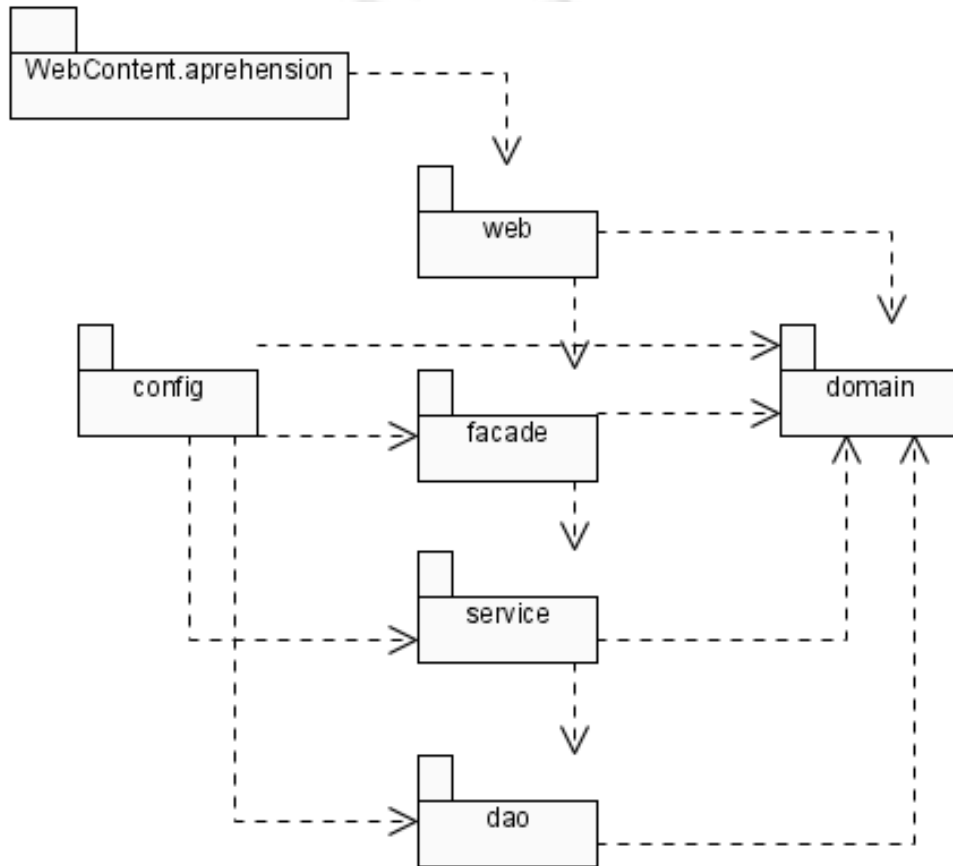 WebContent.aprehension
web
config
domain
facade
service
dao